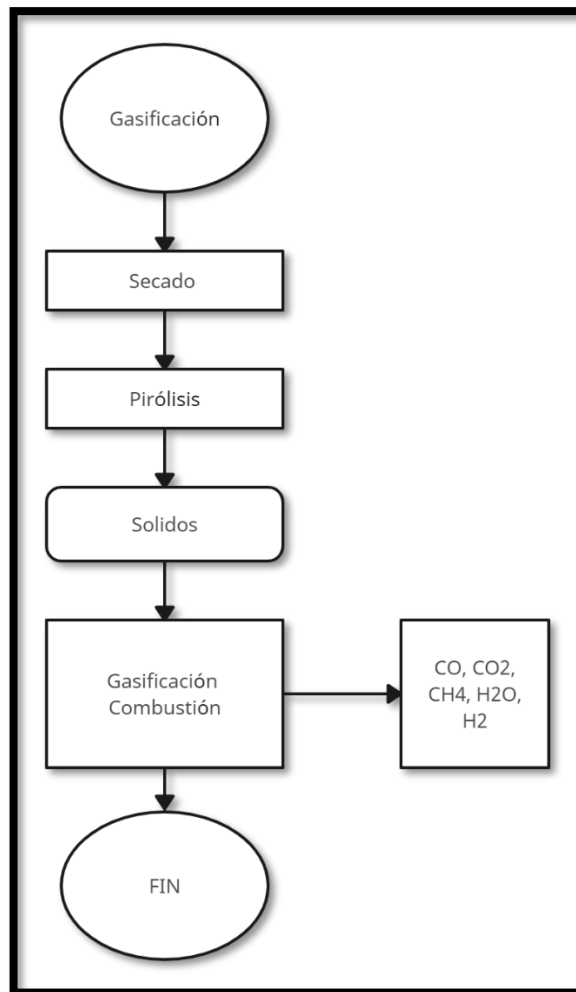 Gasificación
Secado
Pirólisis
Solidos
Gasificación
Combustión
CO, CO2,
CH4, H2O,
H2
FIN